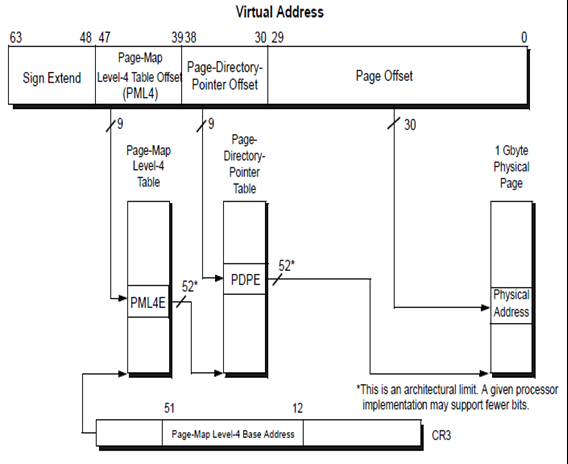 Virtual Address
63 48 47 39 38 30 29 0
Sign Extend
Page-Map
Level-4 Table Offset
(PML4)
Page-Directory-
Pointer Offset
Page Offset
9 9 30
Page-Map
Level-4
Table
Page-
Directory-
Pointer
Table
1 Gbyte
Physical
Page
PML4E
52*
PDPE
52*
Physical
Address
*This is an architectural limit. A given processor
implementation may support fewer bits.
51 12
Page-Map Level-4 Base Address
CR3